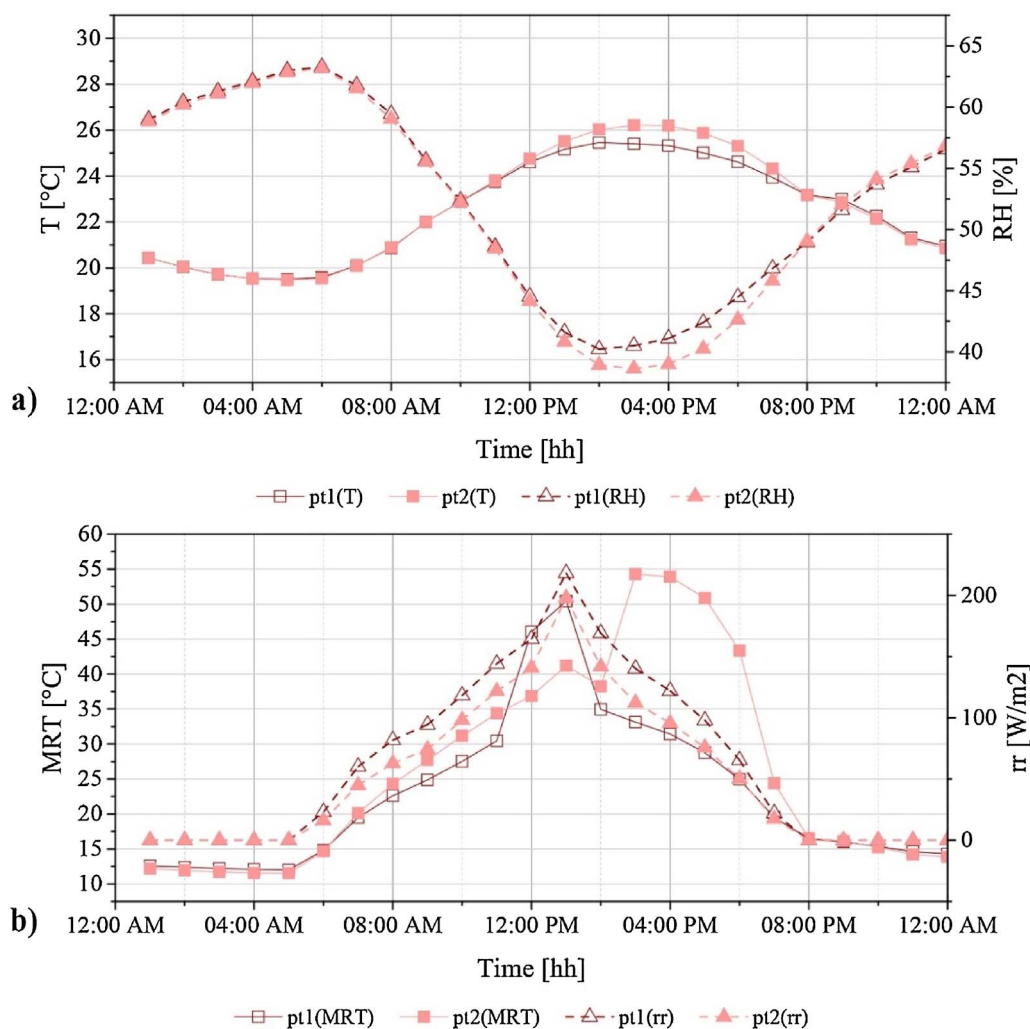 30
28
26
24
22
20
18
16
T [°C]
65
60
55
50
45
40
RH [%]
12:00 AM 04:00 AM 08:00 AM 12:00 PM 04:00 PM 08:00 PM 12:00 AM
a)
Time [hh]
pt1(T) pt2(T) pt1(RH) pt2(RH)
60
55
50
45
40
35
30
25
20
15
10
MRT [°C]
200
100
0
rr [W/m2]
12:00 AM 04:00 AM 08:00 AM 12:00 PM 04:00 PM 08:00 PM 12:00 AM
b)
Time [hh]
pt1(MRT) pt2(MRT) pt1(rr) pt2(rr)